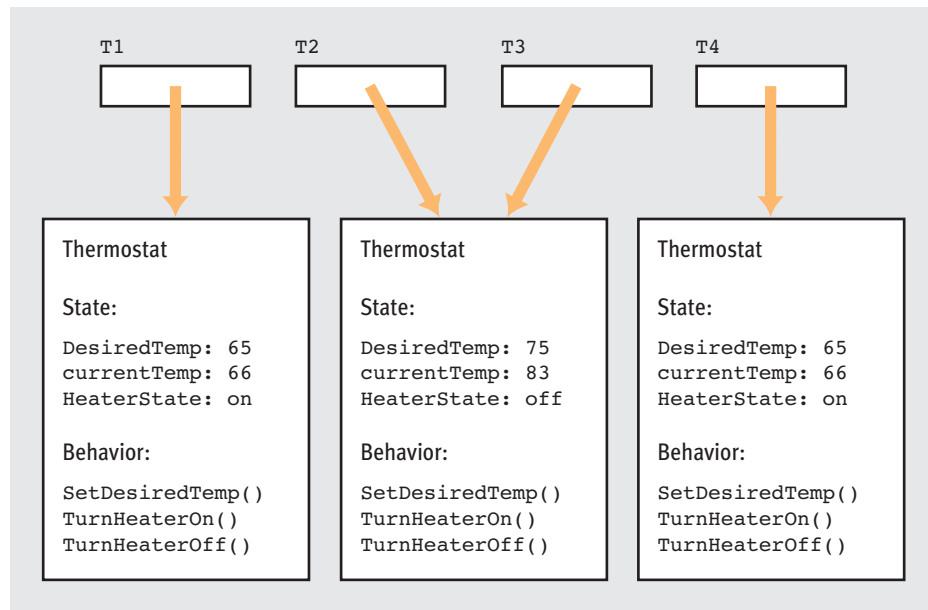 T1
T2
T3
T4
Thermostat
State:
DesiredTemp: 65
currentTemp: 66
HeaterState: on
Behavior:
SetDesiredTemp()
TurnHeaterOn()
TurnHeaterOff()
Thermostat
State:
DesiredTemp: 75
currentTemp: 83
HeaterState: off
Behavior:
SetDesiredTemp()
TurnHeaterOn()
TurnHeaterOff()
Thermostat
State:
DesiredTemp: 65
currentTemp: 66
HeaterState: on
Behavior:
SetDesiredTemp()
TurnHeaterOn()
TurnHeaterOff()